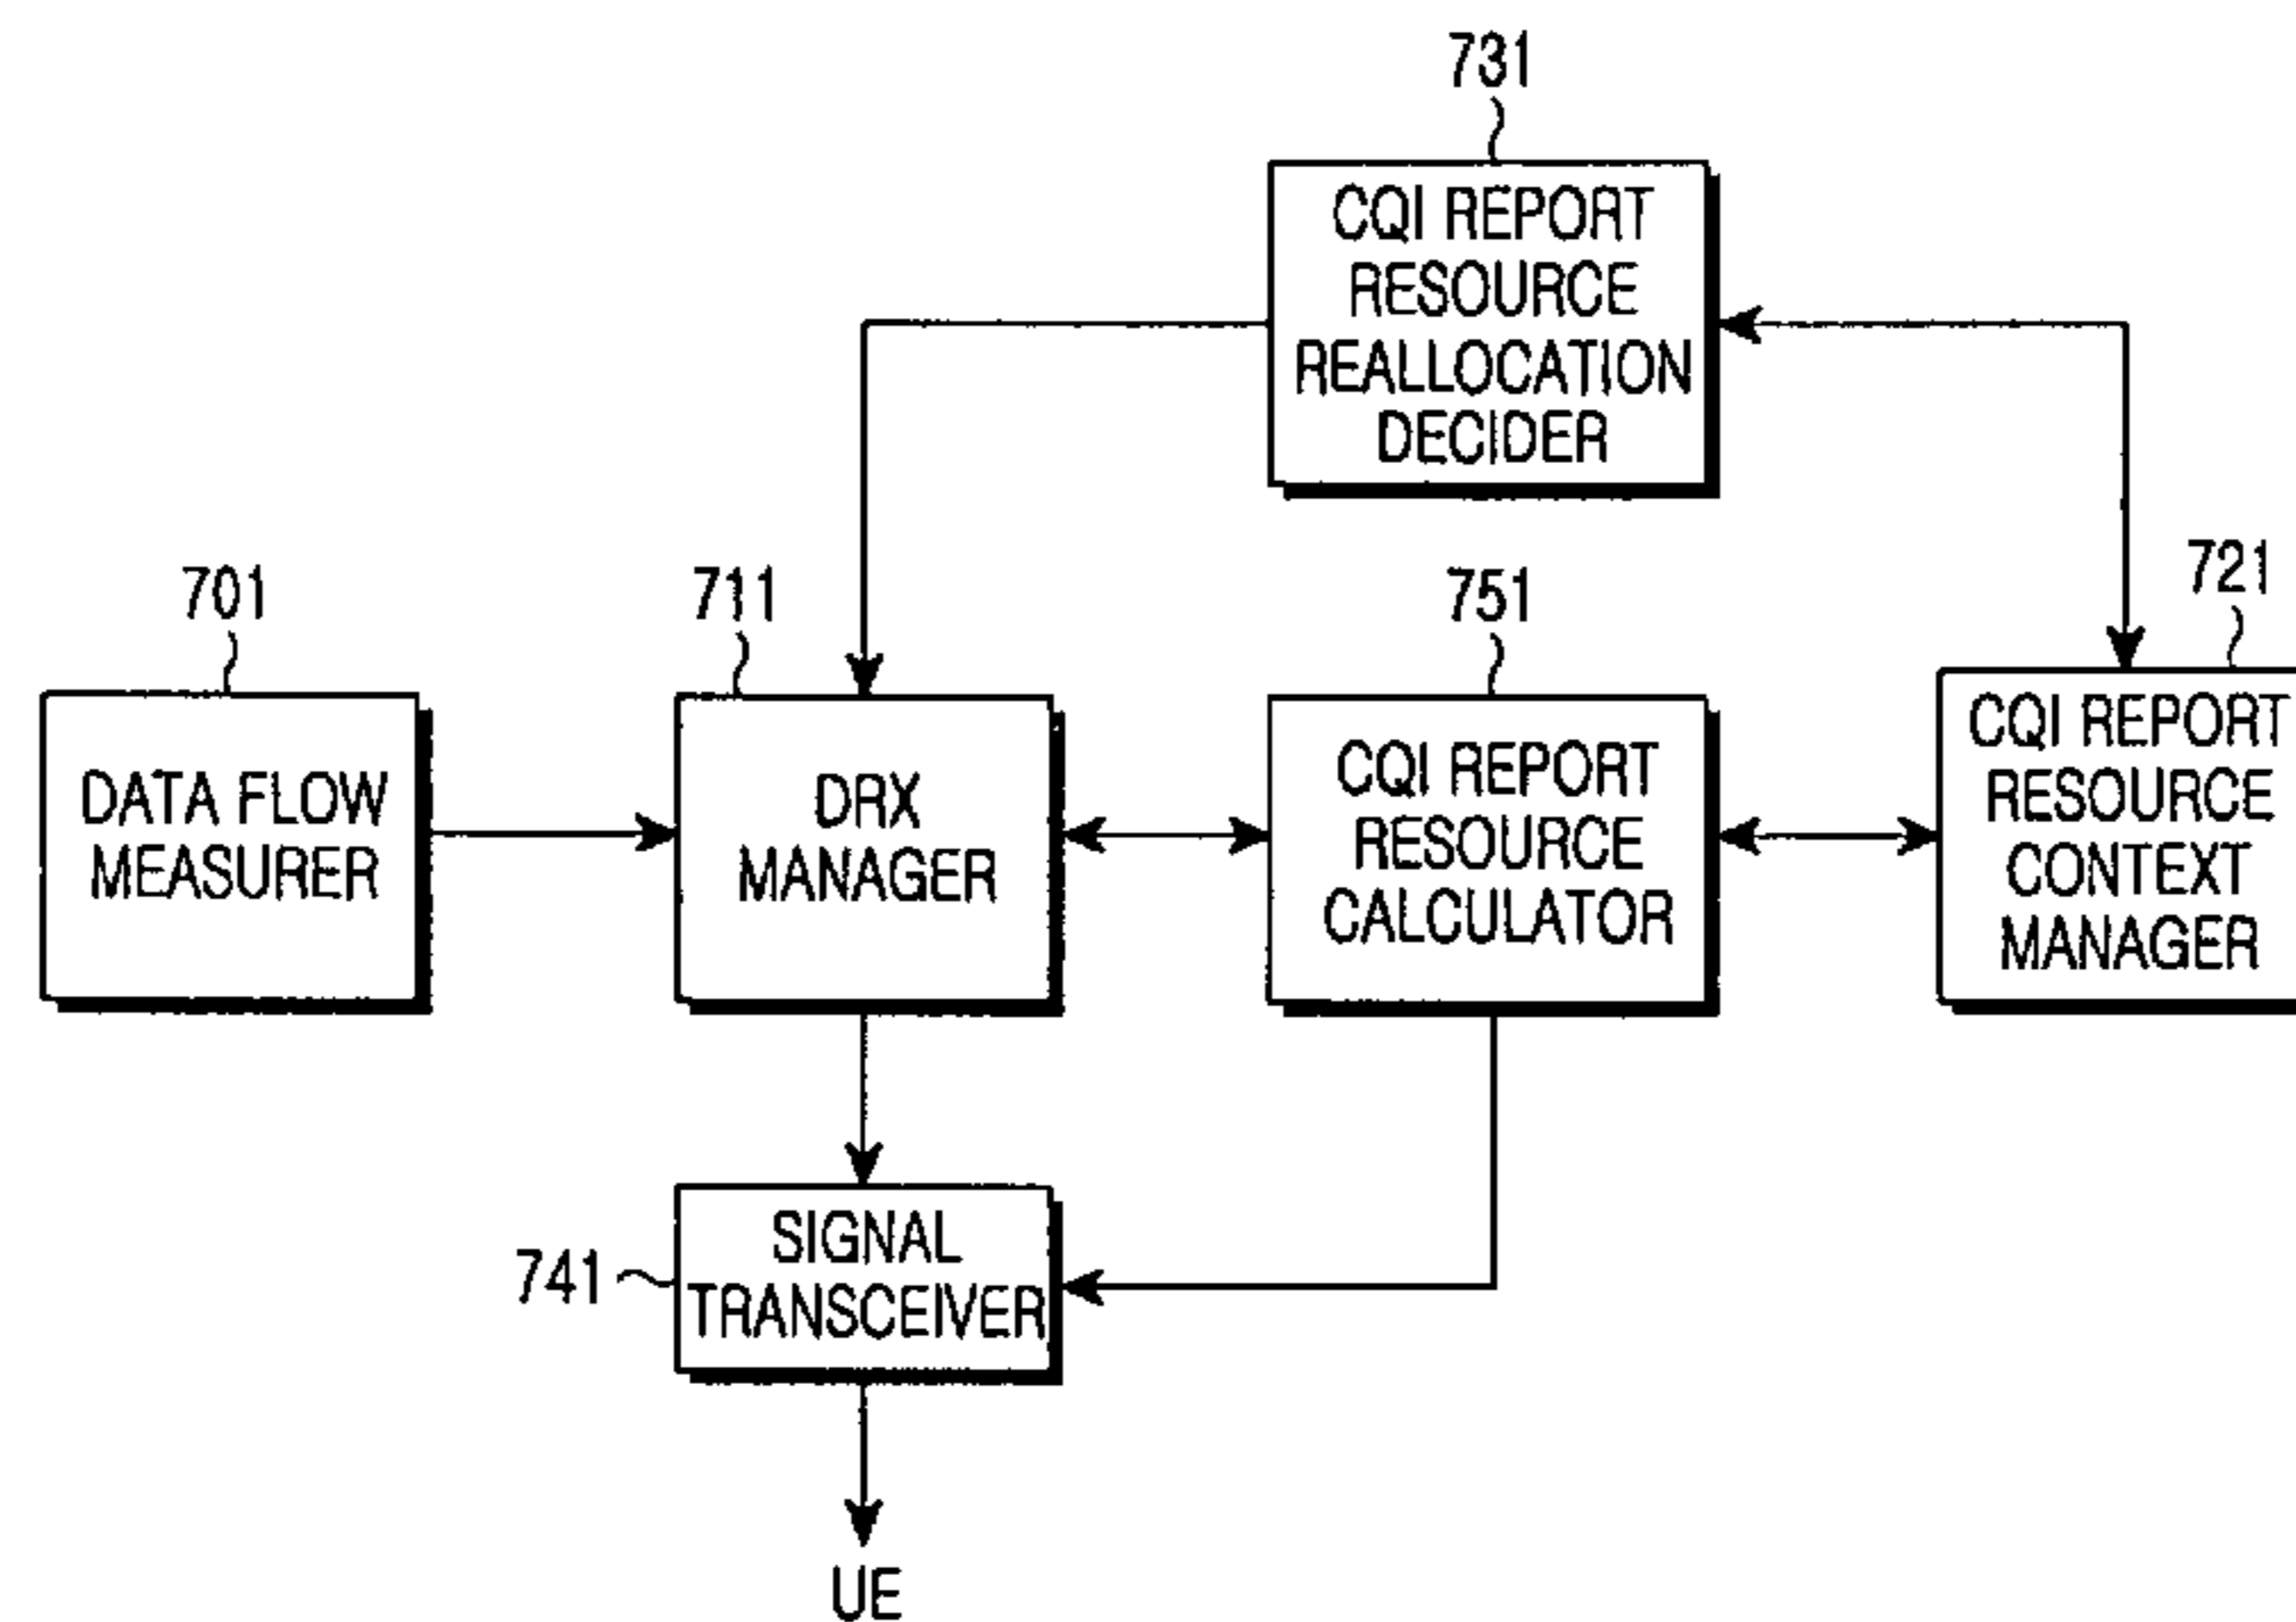 731
CQI REPORT
RESOURCE
REALLOCATION
DECIDER
701
711
751
721
DATA FLOW
MEASURER
DRX
MANAGER
CQI REPORT
RESOURCE
CALCULATOR
CQI REPORT
RESOURCE
CONTEXT
MANAGER
741
SIGNAL
TRANSCEIVER
UE